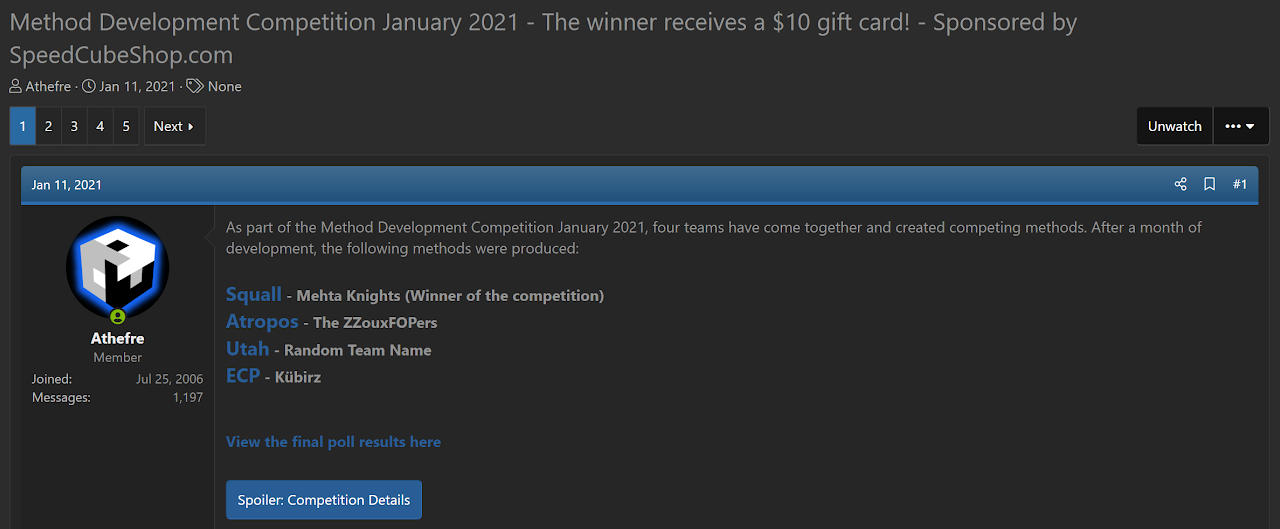 Method Development Competition January 2021 - The winner receives a $10 gift card! - Sponsored by
SpeedCubeShop.com
Athefre · Jan 11, 2021 · None
1 2 3 4 5 Next
Unwatch •••
Jan 11, 2021 #1
As part of the Method Development Competition January 2021, four teams have come together and created competing methods. After a month of
development, the following methods were produced:
Squall - Mehta Knights (Winner of the competition)
Atropos - The ZZouxFOPers
Utah - Random Team Name
ECP - Kübirz
Athefre
Member
Joined: Jul 25, 2006
Messages: 1,197
View the final poll results here
Spoiler: Competition Details